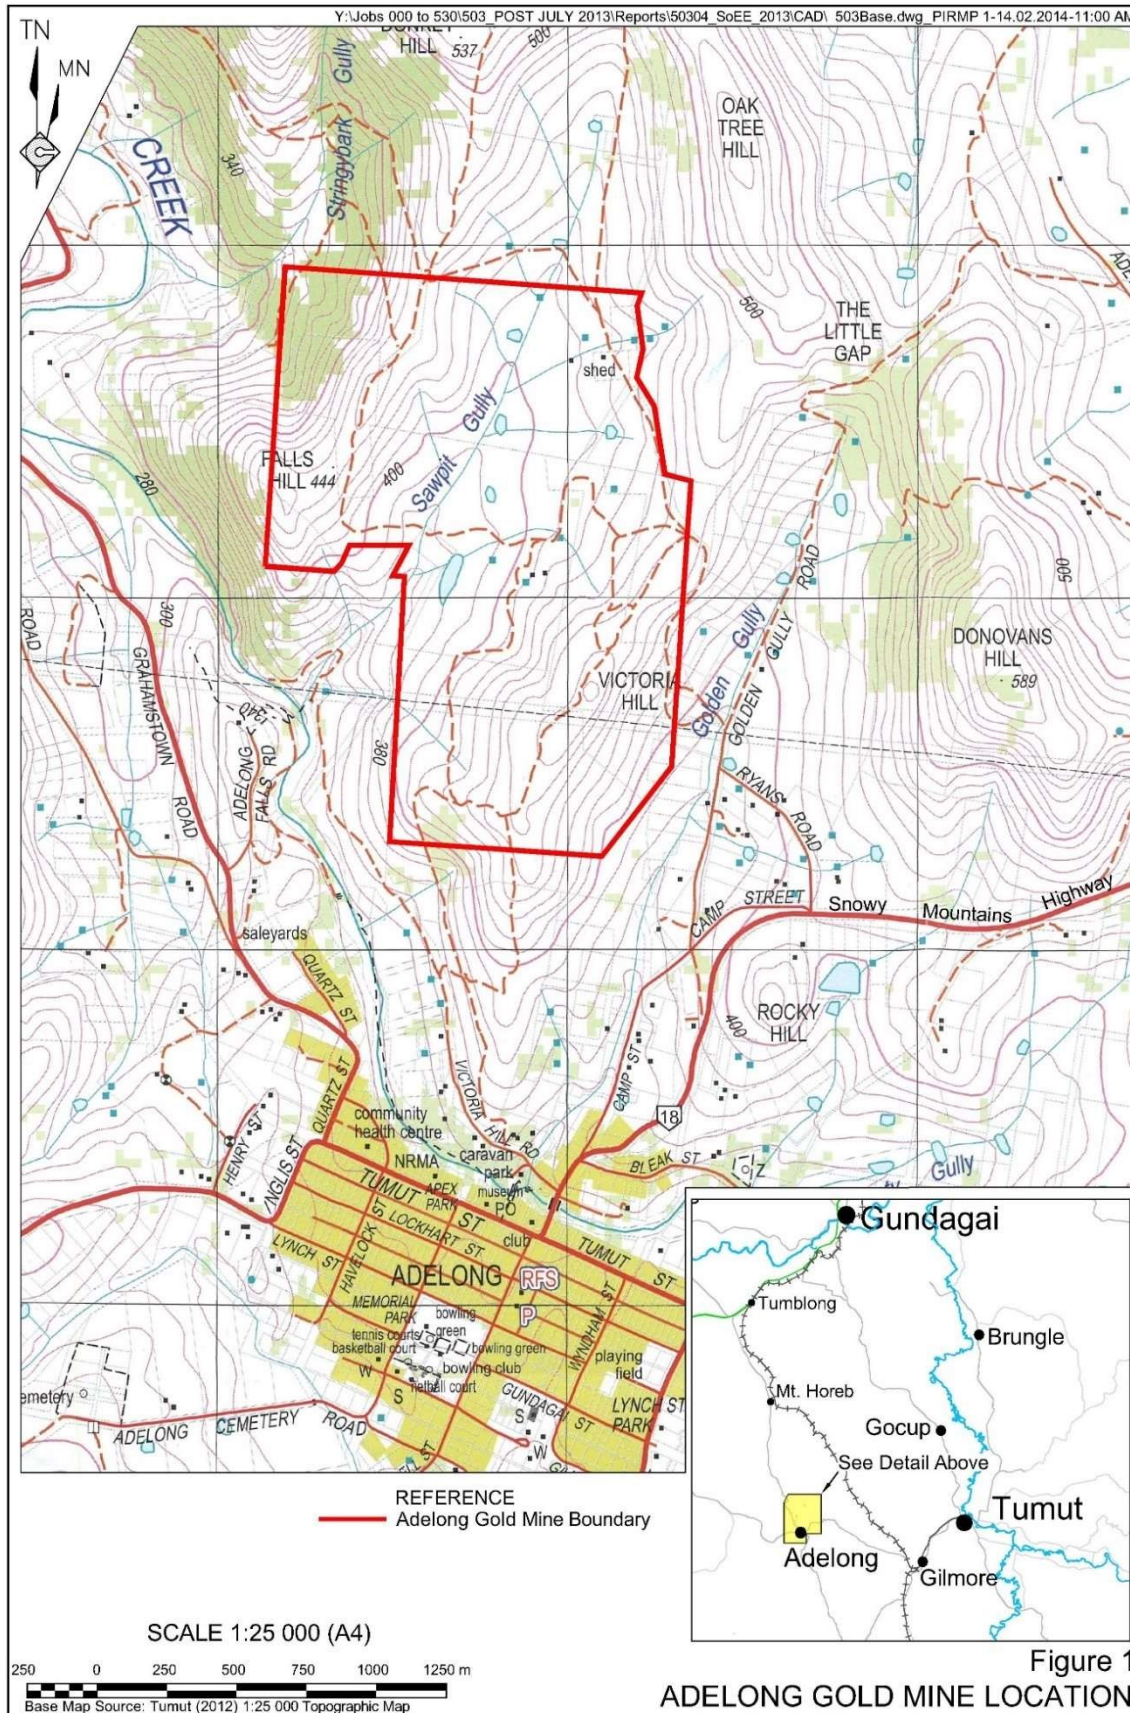 Y:\Jobs 000 to 530\503_POST JULY 2013\Reports\50304_SoEE_2013\CAD\ 503Base.dwg_PIRMP 1-14.02.2014-11:00 AM
TN
MN
HILL
537
500
CREEK
340
Stringybark Gully
OAK
TREE
HILL
500
THE
LITTLE
GAP
shed
Sawpit Gully
400
FALLS
HILL 444
280
300
ROAD
GRAHAMSTOWN
ROAD
ADELONG
FALLS RD
240
380
VICTORIA
HILL
Golden Gully
GOLDEN GULLY ROAD
DONOVANS
HILL
589
500
RYANS ROAD
CAMP STREET
Snowy Mountains Highway
saleyards
QUARTZ ST
QUARTZ ST
ROCKY
HILL
400
CAMP ST
18
VICTORIA HILL RD
community
health centre
NRMA
caravan
park
museum
PO
APEX
PARK
club
BLEAK ST
Z
Gully
HENRY ST
INGLIS ST
TUMUT ST
TUMUT ST
LOCKHART ST
LYNCH ST
HAVELOCK ST
ADELONG
RFS
P
MEMORIAL
PARK
bowling
green
tennis courts
basketball court
bowling green
bowling club
netball court
WYNDHAM ST
playing
field
W
S
GUNDAGAI ST
S
W
LYNCH ST
PARK
emetery
ADELONG CEMETERY ROAD
ELL ST
Gundagai
Tumblong
Brungle
Mt. Horeb
Gocup
See Detail Above
Tumut
Adelong
Gilmore
REFERENCE
Adelong Gold Mine Boundary
SCALE 1:25 000 (A4)
250 0 250 500 750 1000 1250 m
Base Map Source: Tumut (2012) 1:25 000 Topographic Map
Figure 1
ADELONG GOLD MINE LOCATION